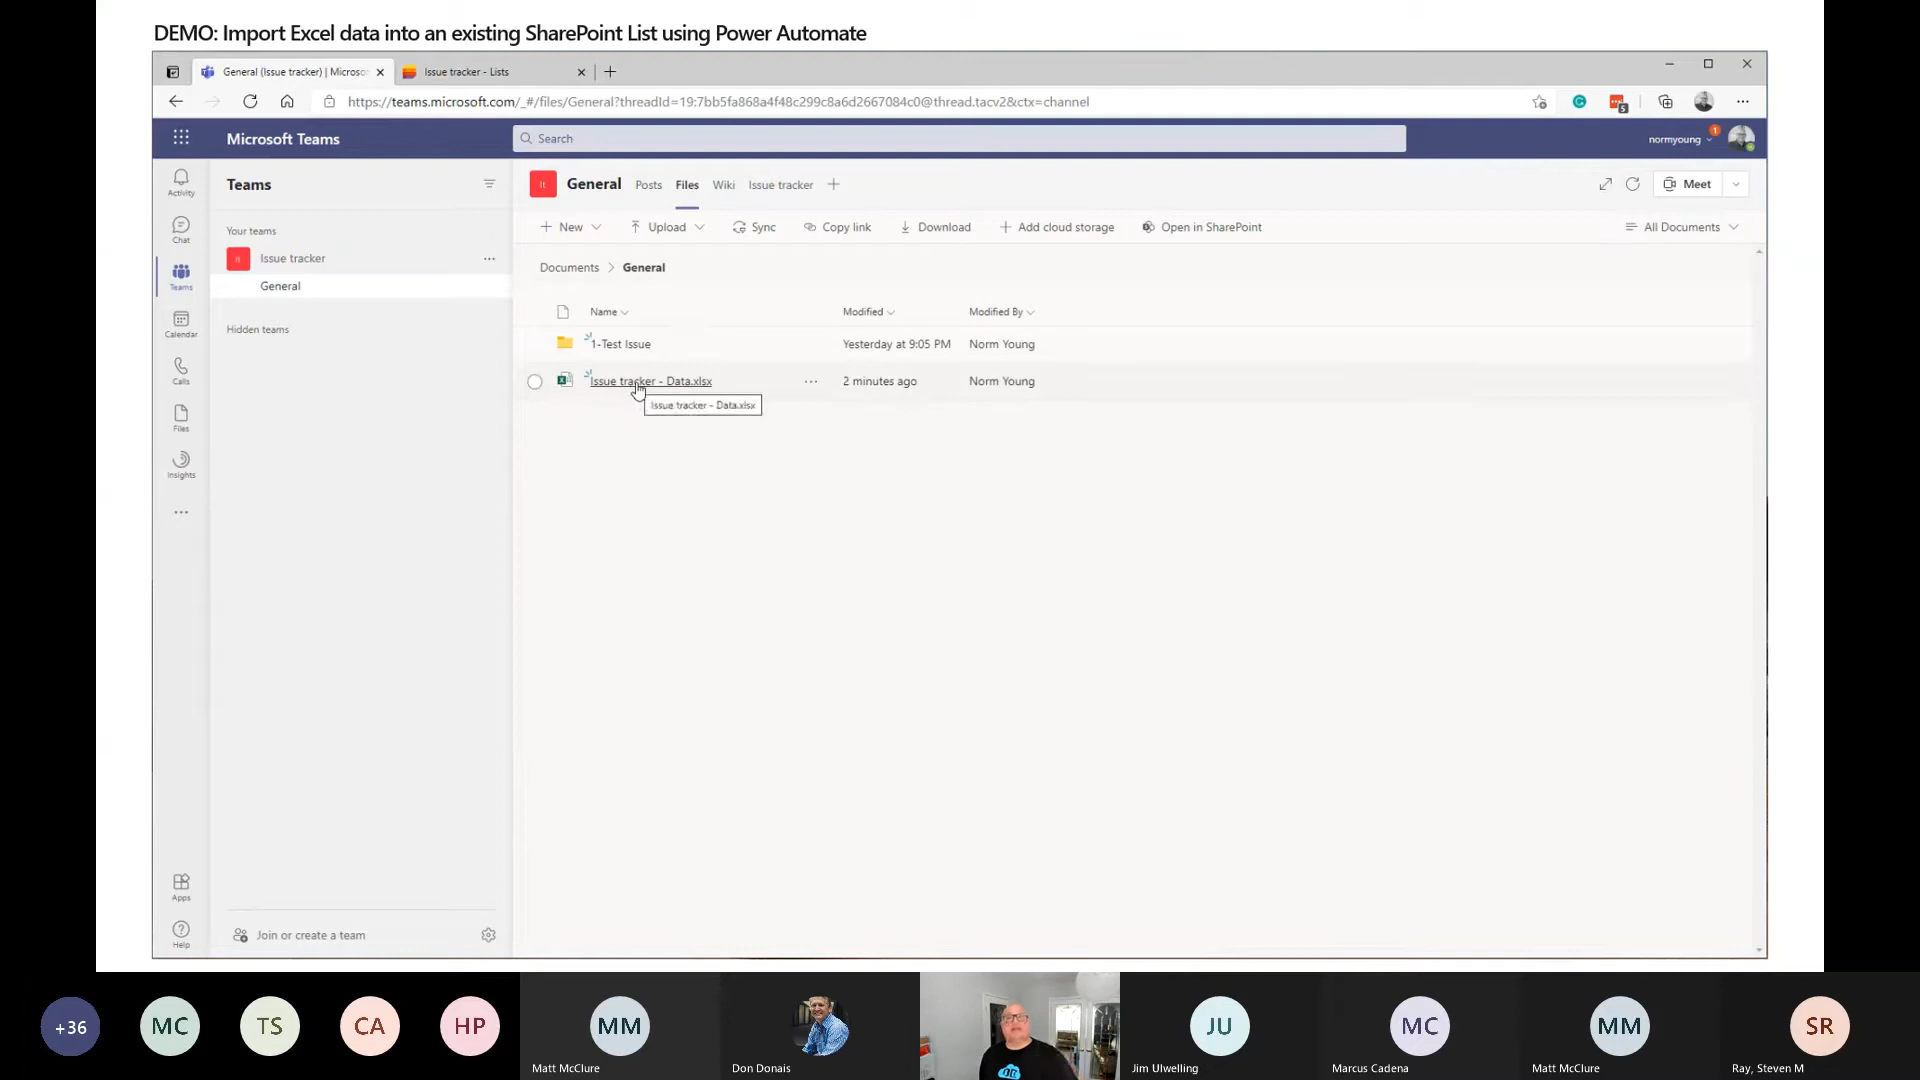 DEMO: Import Excel data into an existing SharePoint List using Power Automate
General (Issue tracker) | Microso
Issue tracker - Lists
https://teams.microsoft.com/_#/files/General?threadId=19:7bb5fa868a4f48c299c8a6d2667084c0@thread.tacv2&ctx=channel
5
Microsoft Teams
Search
normyoung
1
Activity
Chat
Teams
Calendar
Calls
Files
Insights
Apps
Help
Teams
Your teams
It
Issue tracker
General
Hidden teams
Join or create a team
It
General
Posts
Files
Wiki
Issue tracker
Meet
New
Upload
Sync
Copy link
Download
Add cloud storage
Open in SharePoint
All Documents
Documents > General
Name
Modified
Modified By
1-Test Issue
Yesterday at 9:05 PM
Norm Young
Issue tracker - Data.xlsx
2 minutes ago
Norm Young
Issue tracker - Data.xlsx
+36
MC
TS
CA
HP
MM
Matt McClure
Don Donais
JU
Jim Ulwelling
MC
Marcus Cadena
MM
Matt McClure
SR
Ray, Steven M